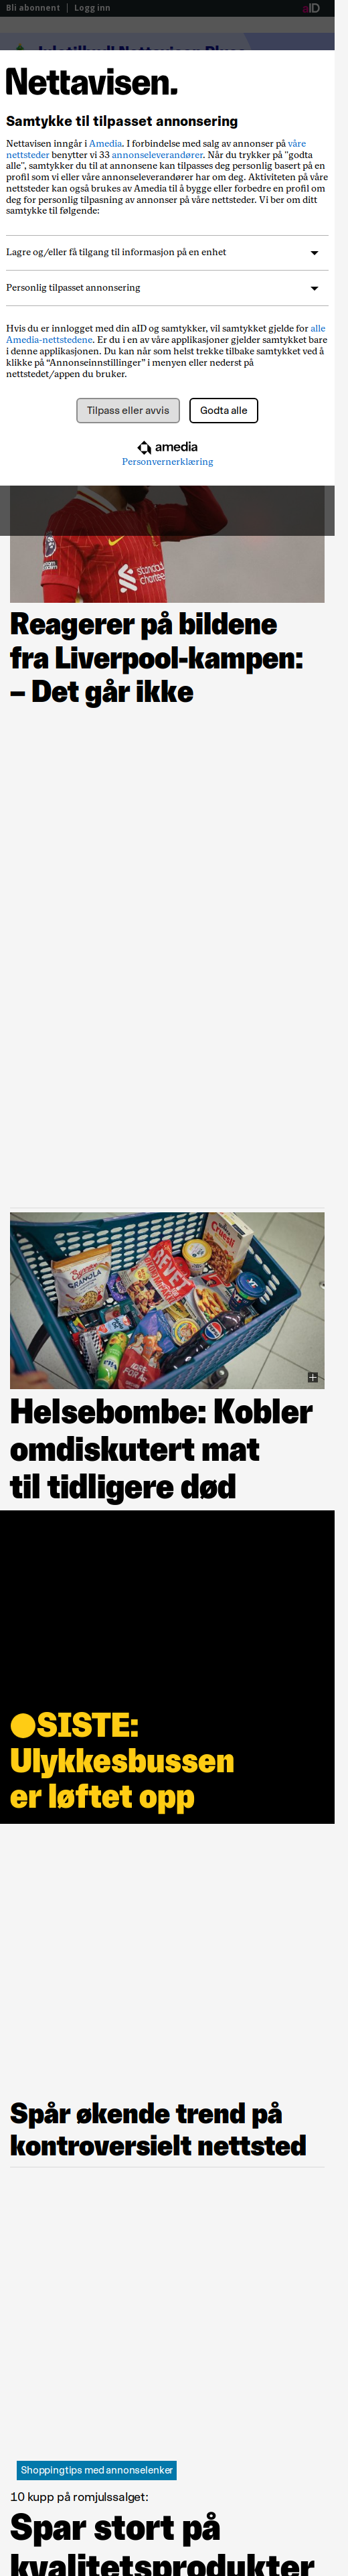 Bli abonnent | Logg inn
aID
Nettavisen.
Samtykke til tilpasset annonsering
Nettavisen inngår i Amedia. I forbindelse med salg av annonser på våre
nettsteder benytter vi 33 annonseleverandører. Når du trykker på "godta
alle", samtykker du til at annonsene kan tilpasses deg personlig basert på en
profil som vi eller våre annonseleverandører har om deg. Aktiviteten på våre
nettsteder kan også brukes av Amedia til å bygge eller forbedre en profil om
deg for personlig tilpasning av annonser på våre nettsteder. Vi ber om ditt
samtykke til følgende:
Lagre og/eller få tilgang til informasjon på en enhet
Personlig tilpasset annonsering
Hvis du er innlogget med din aID og samtykker, vil samtykket gjelde for alle
Amedia-nettstedene. Er du i en av våre applikasjoner gjelder samtykket bare
i denne applikasjonen. Du kan når som helst trekke tilbake samtykket ved å
klikke på “Annonseinnstillinger” i menyen eller nederst på
nettstedet/appen du bruker.
Tilpass eller avvis Godta alle
amedia
Personvernerklæring
standard
chartered
Reagerer på bildene
fra Liverpool-kampen:
– Det går ikke
GRANOLA
Cruesli
Helsebombe: Kobler
omdiskutert mat
til tidligere død
●SISTE:
Ulykkesbussen
er løftet opp
Spår økende trend på
kontroversielt nettsted
Shoppingtips med annonselenker
10 kupp på romjulssalget:
Spar stort på
kvalitetsprodukter